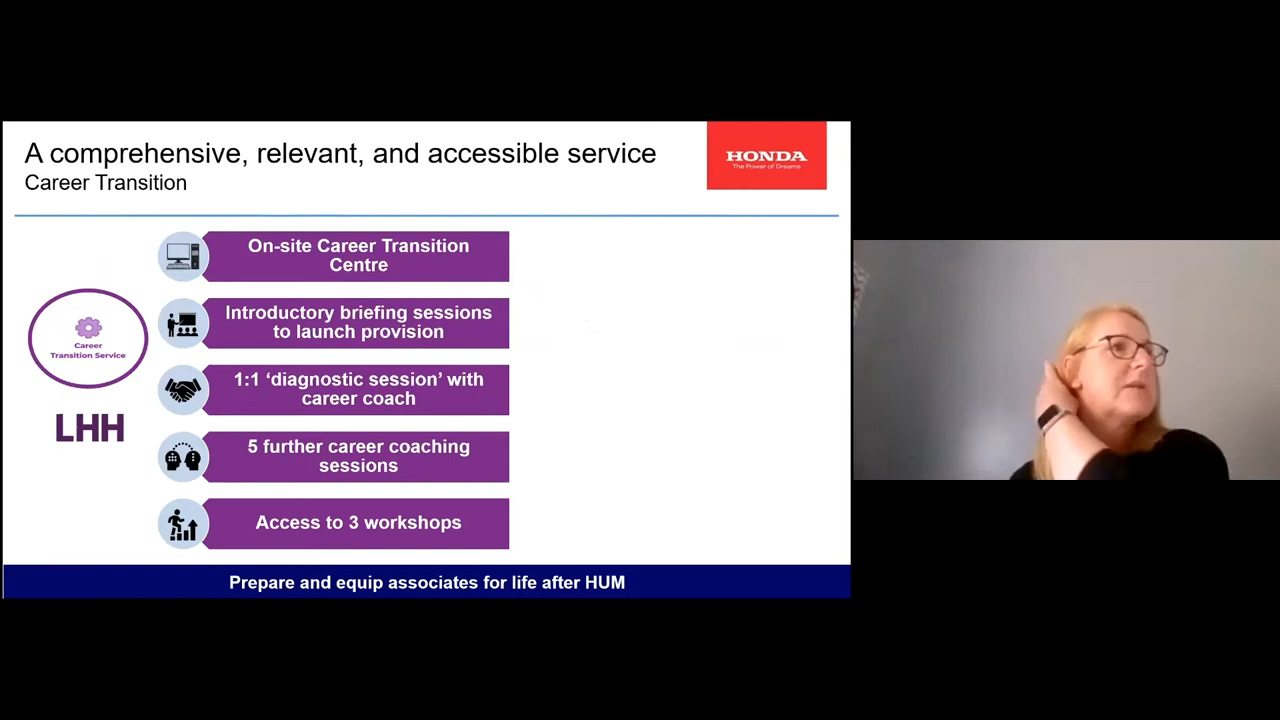 A comprehensive, relevant, and accessible service
Career Transition
HONDA
The Power of Dreams
On-site Career Transition
Centre
Introductory briefing sessions
to launch provision
1:1 ‘diagnostic session’ with
career coach
5 further career coaching
sessions
Access to 3 workshops
Career
Transition Service
LHH
Prepare and equip associates for life after HUM